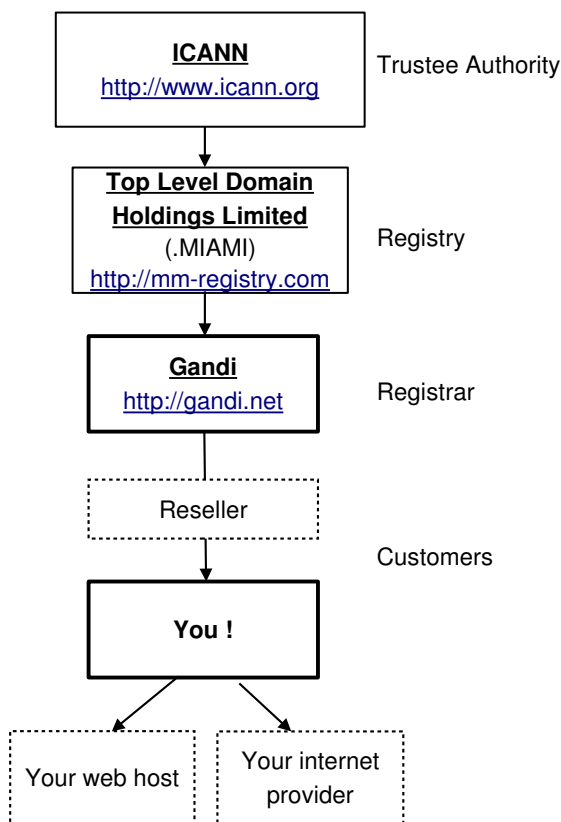 ICANN
http://www.icann.org
Trustee Authority
Top Level Domain
Holdings Limited
(.MIAMI)
http://mm-registry.com
Registry
Gandi
http://gandi.net
Registrar
Reseller
Customers
You !
Your web host
Your internet
provider